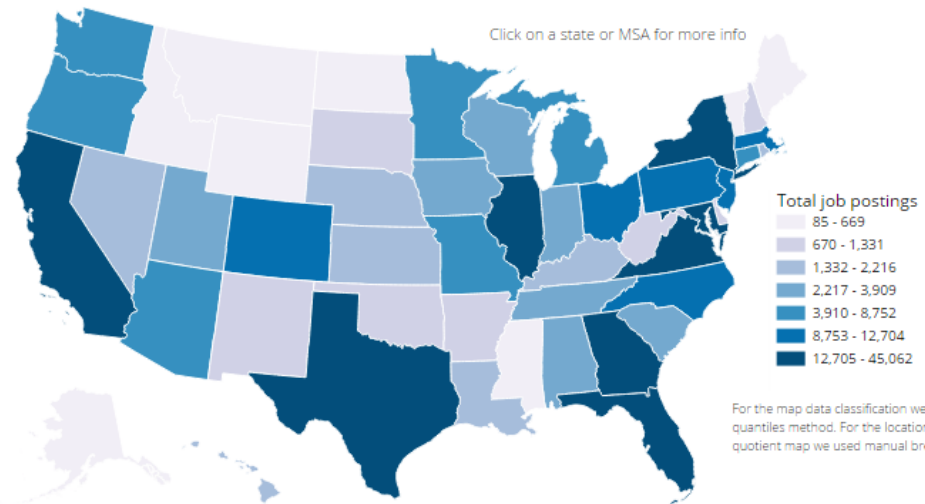 Click on a state or MSA for more info
Total job postings
85 - 669
670 - 1,331
1,332 - 2,216
2,217 - 3,909
3,910 - 8,752
8,753 - 12,704
12,705 - 45,062
For the map data classification we
quantiles method. For the location
quotient map we used manual bre